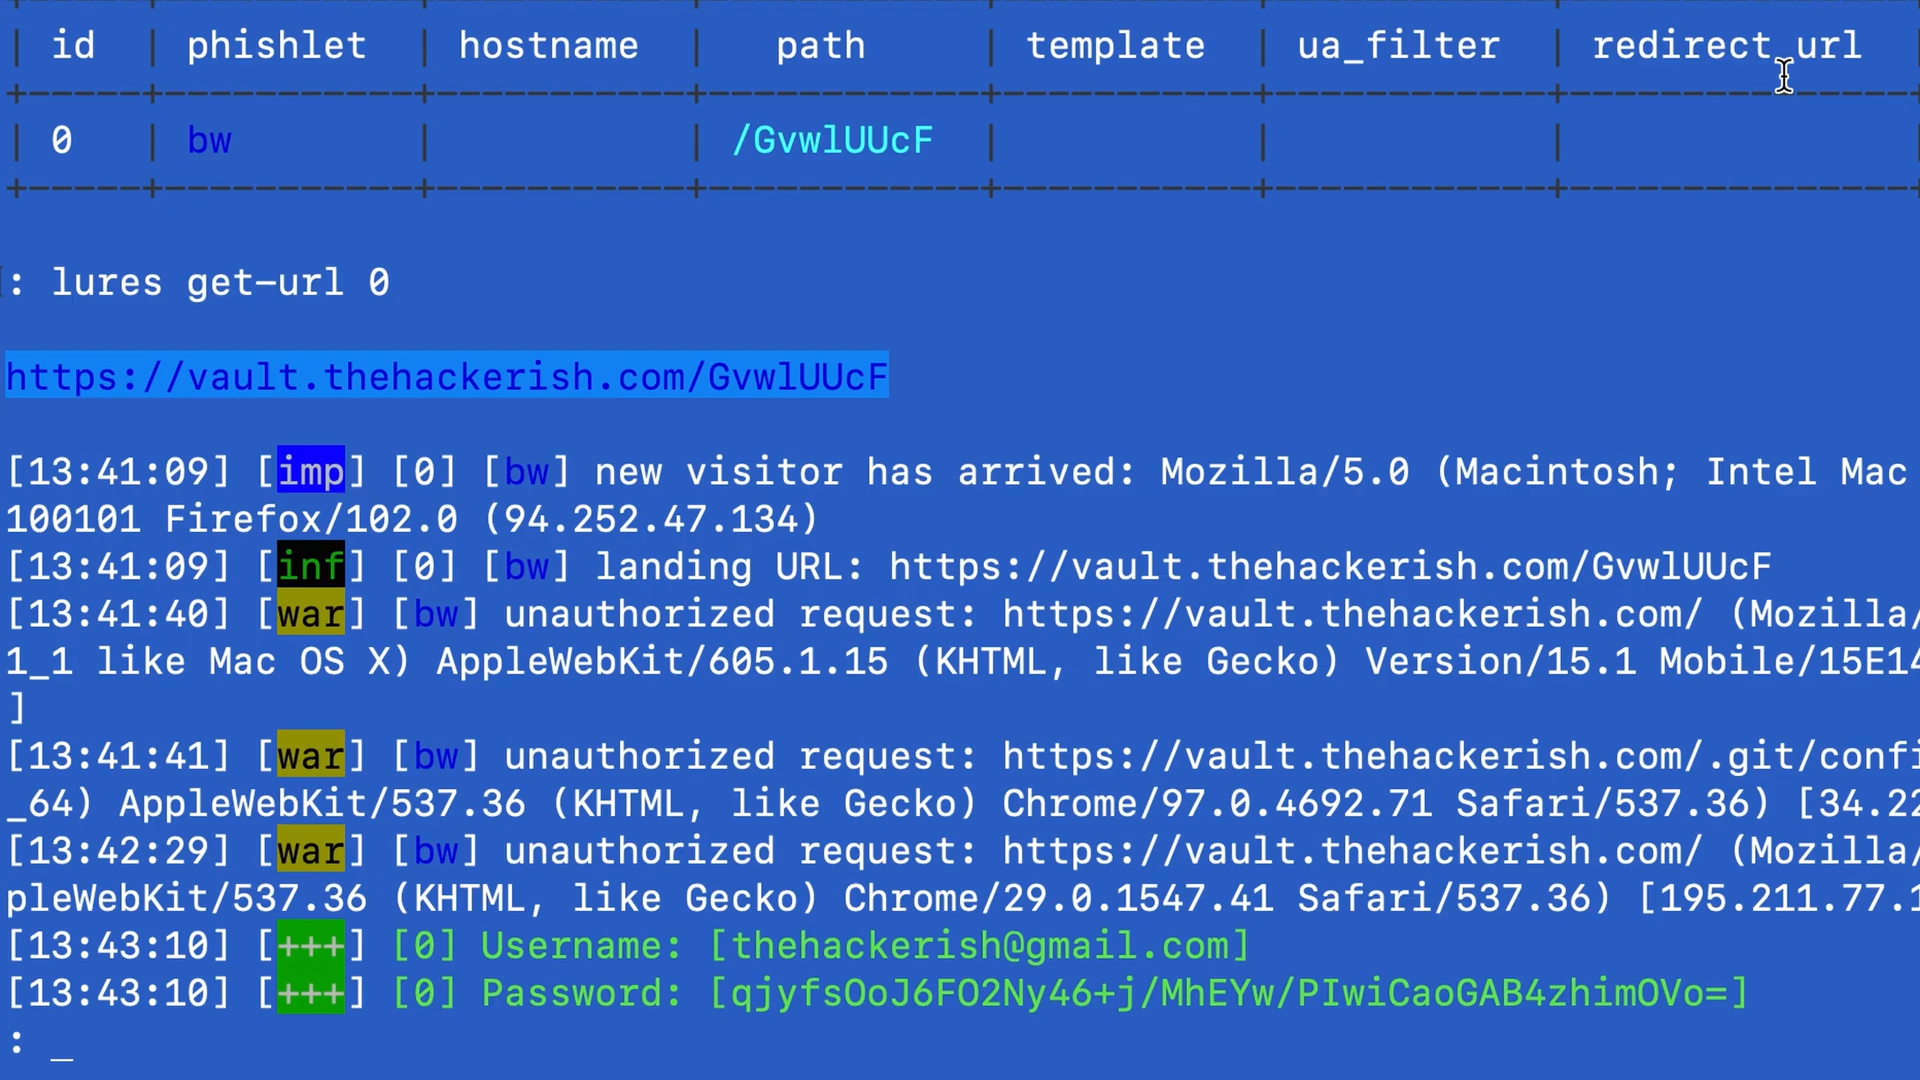 id | phishlet | hostname | path | template | ua_filter | redirect_url
0 | bw | | /GvwlUUcF | | |
: lures get-url 0
https://vault.thehackerish.com/GvwlUUcF
[13:41:09] [imp] [0] [bw] new visitor has arrived: Mozilla/5.0 (Macintosh; Intel Mac
100101 Firefox/102.0 (94.252.47.134)
[13:41:09] [inf] [0] [bw] landing URL: https://vault.thehackerish.com/GvwlUUcF
[13:41:40] [war] [bw] unauthorized request: https://vault.thehackerish.com/ (Mozilla/
1_1 like Mac OS X) AppleWebKit/605.1.15 (KHTML, like Gecko) Version/15.1 Mobile/15E14
]
[13:41:41] [war] [bw] unauthorized request: https://vault.thehackerish.com/.git/confi
_64) AppleWebKit/537.36 (KHTML, like Gecko) Chrome/97.0.4692.71 Safari/537.36) [34.22
[13:42:29] [war] [bw] unauthorized request: https://vault.thehackerish.com/ (Mozilla/
pleWebKit/537.36 (KHTML, like Gecko) Chrome/29.0.1547.41 Safari/537.36) [195.211.77.1
[13:43:10] [+++] [0] Username: [thehackerish@gmail.com]
[13:43:10] [+++] [0] Password: [qjyfsOoJ6FO2Ny46+j/MhEYw/PIwiCaoGAB4zhimOVo=]
: _